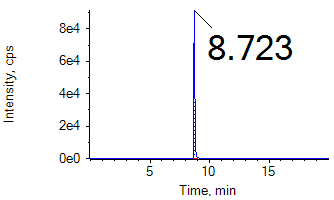 8e4
8.723
6e4
4e4
2e4
0e0
5 10 15
Intensity, cps
Time, min